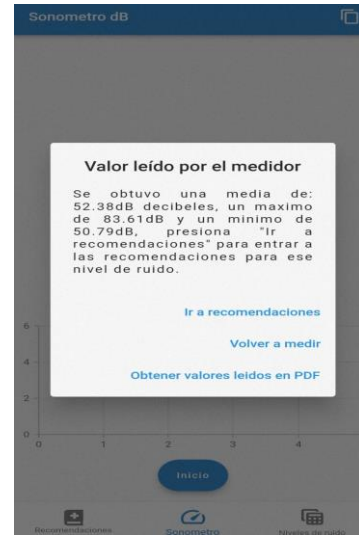 Sonometro dB
Valor leído por el medidor
Se obtuvo una media de:
52.38dB decibeles, un maximo
de 83.61dB y un minimo de
50.79dB, presiona "Ir a
recomendaciones" para entrar a
las recomendaciones para ese
nivel de ruido.
Ir a recomendaciones
Volver a medir
Obtener valores leidos en PDF
6
4
2
0
0 1 2 3 4
Inicio
Recomendaciones Sonometro Niveles de ruido